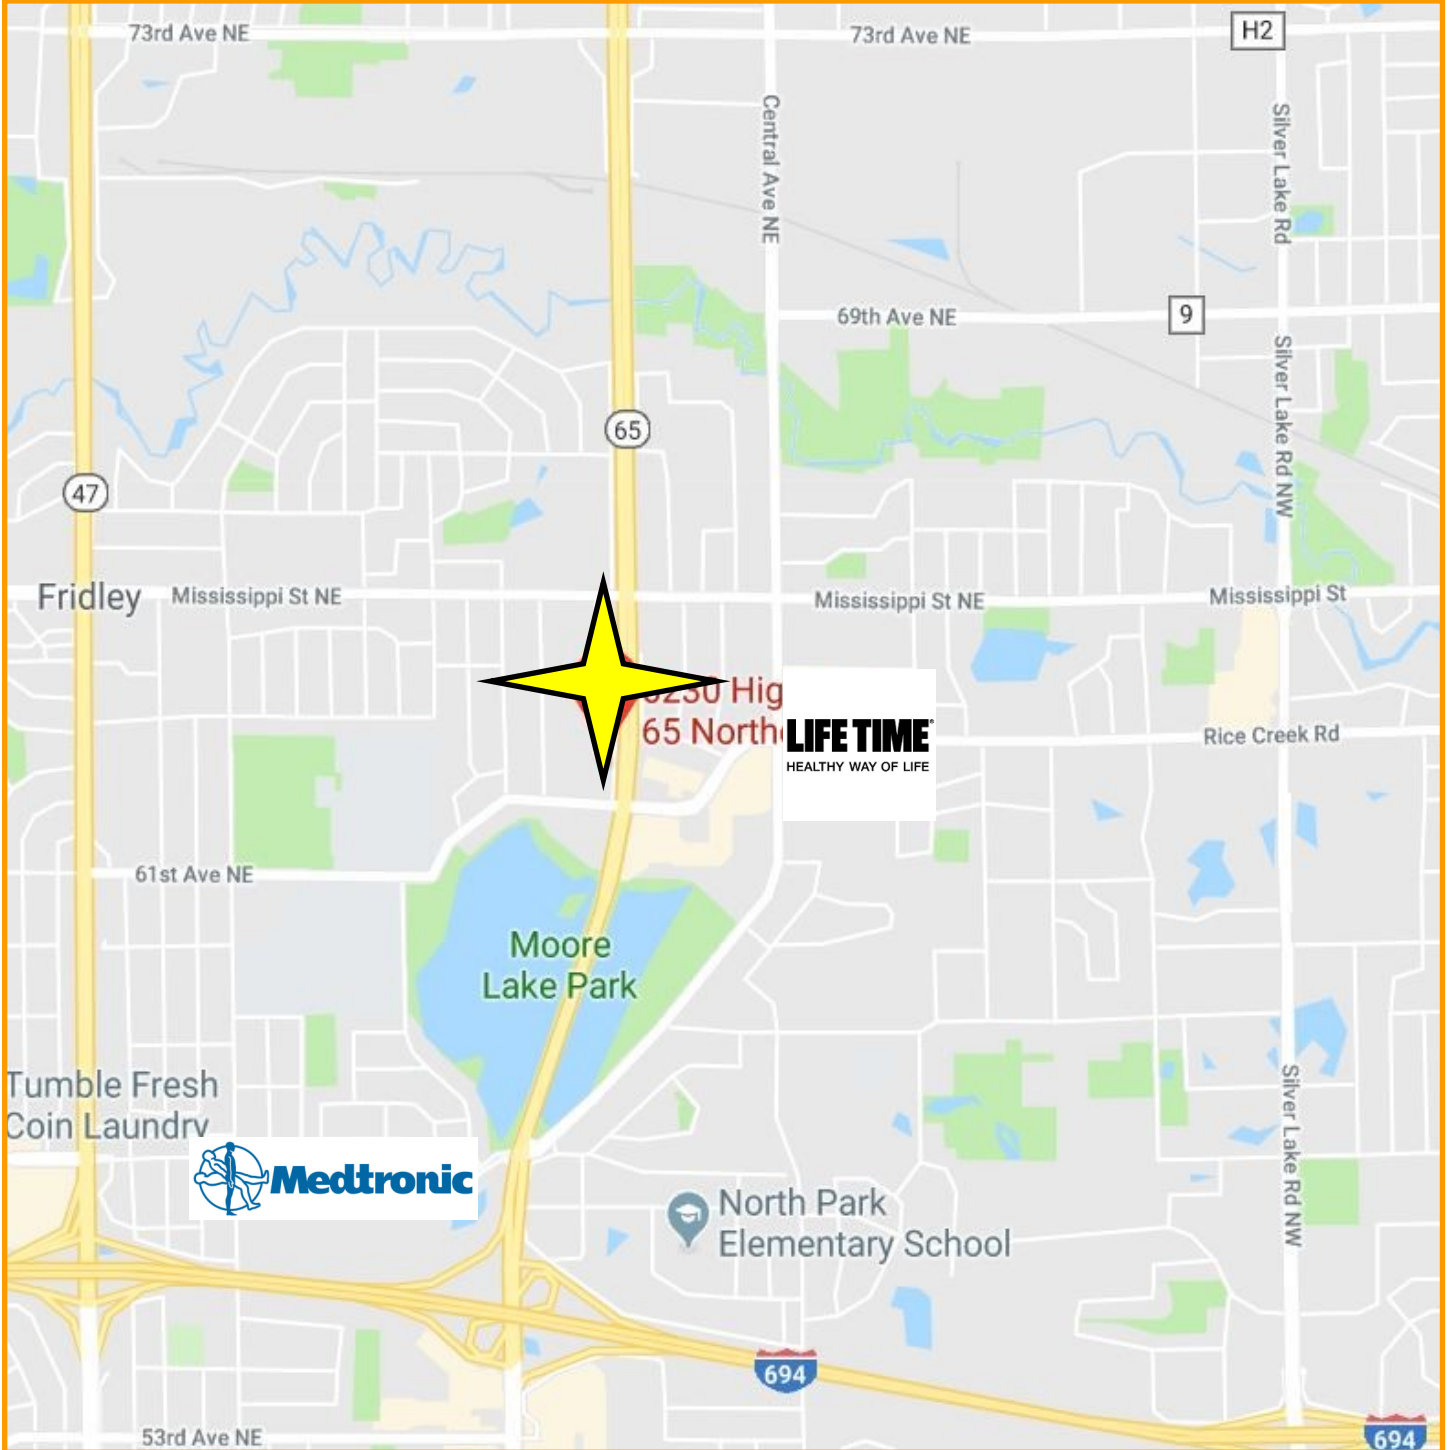 73rd Ave NE
73rd Ave NE
H2
Central Ave NE
Silver Lake Rd
69th Ave NE
9
Silver Lake Rd NW
65
47
Fridley
Mississippi St NE
Mississippi St NE
Mississippi St
Hig
65 North
LIFE TIME
HEALTHY WAY OF LIFE
Rice Creek Rd
61st Ave NE
Moore
Lake Park
Tumble Fresh
Coin Laundry
Medtronic
Silver Lake Rd NW
North Park
Elementary School
694
694
53rd Ave NE